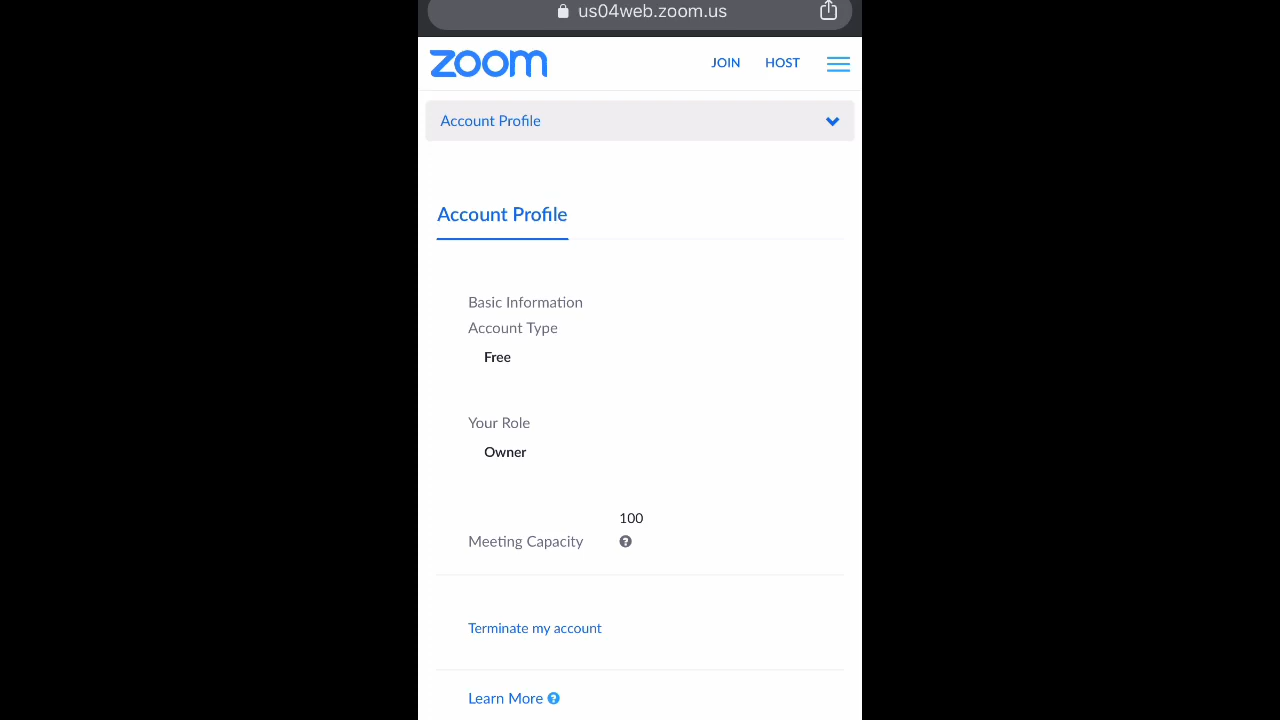 us04web.zoom.us
zoom JOIN HOST
Account Profile
Account Profile
Basic Information
Account Type
Free
Your Role
Owner
100
Meeting Capacity
Terminate my account
Learn More